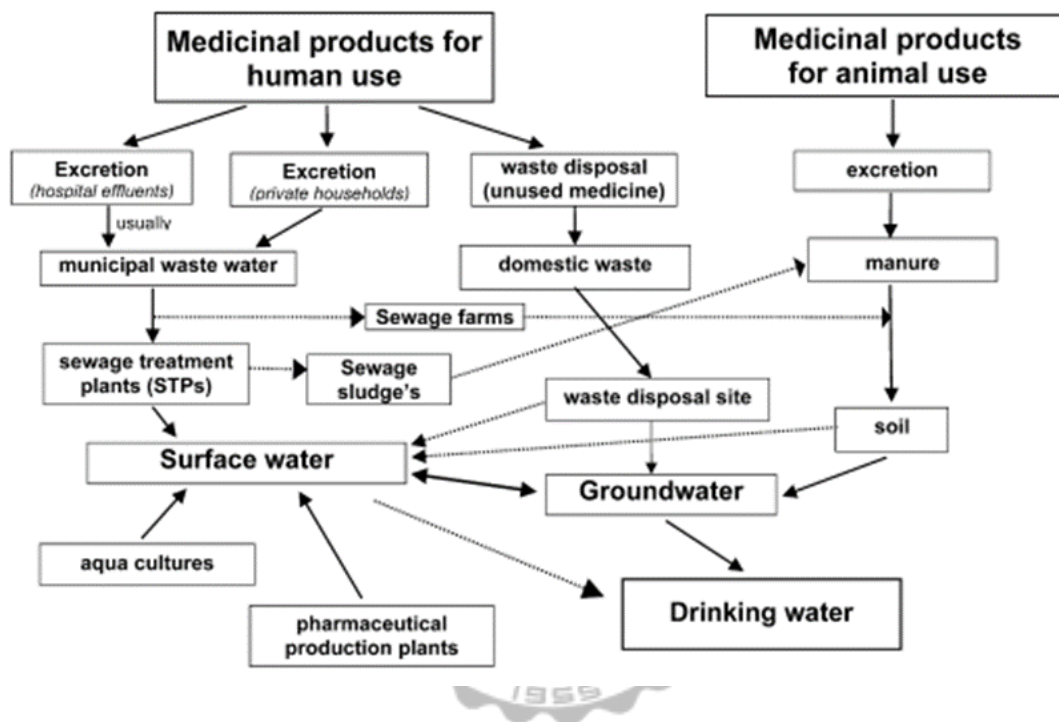 Medicinal products for
human use
Medicinal products
for animal use
Excretion
(hospital effluents)
Excretion
(private households)
waste disposal
(unused medicine)
excretion
usually
municipal waste water
domestic waste
manure
Sewage farms
sewage treatment
plants (STPs)
Sewage
sludge's
waste disposal site
soil
Surface water
Groundwater
aqua cultures
pharmaceutical
production plants
Drinking water
1959